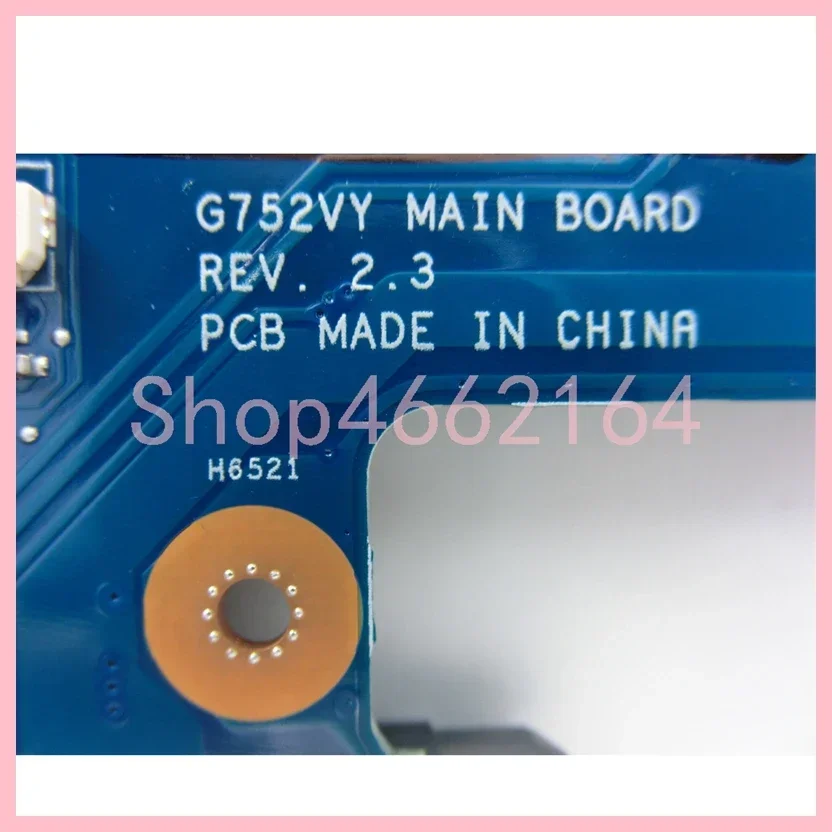 G752VY MAIN BOARD
REV. 2.3
PCB MADE IN CHINA
Shop4662164
H6521